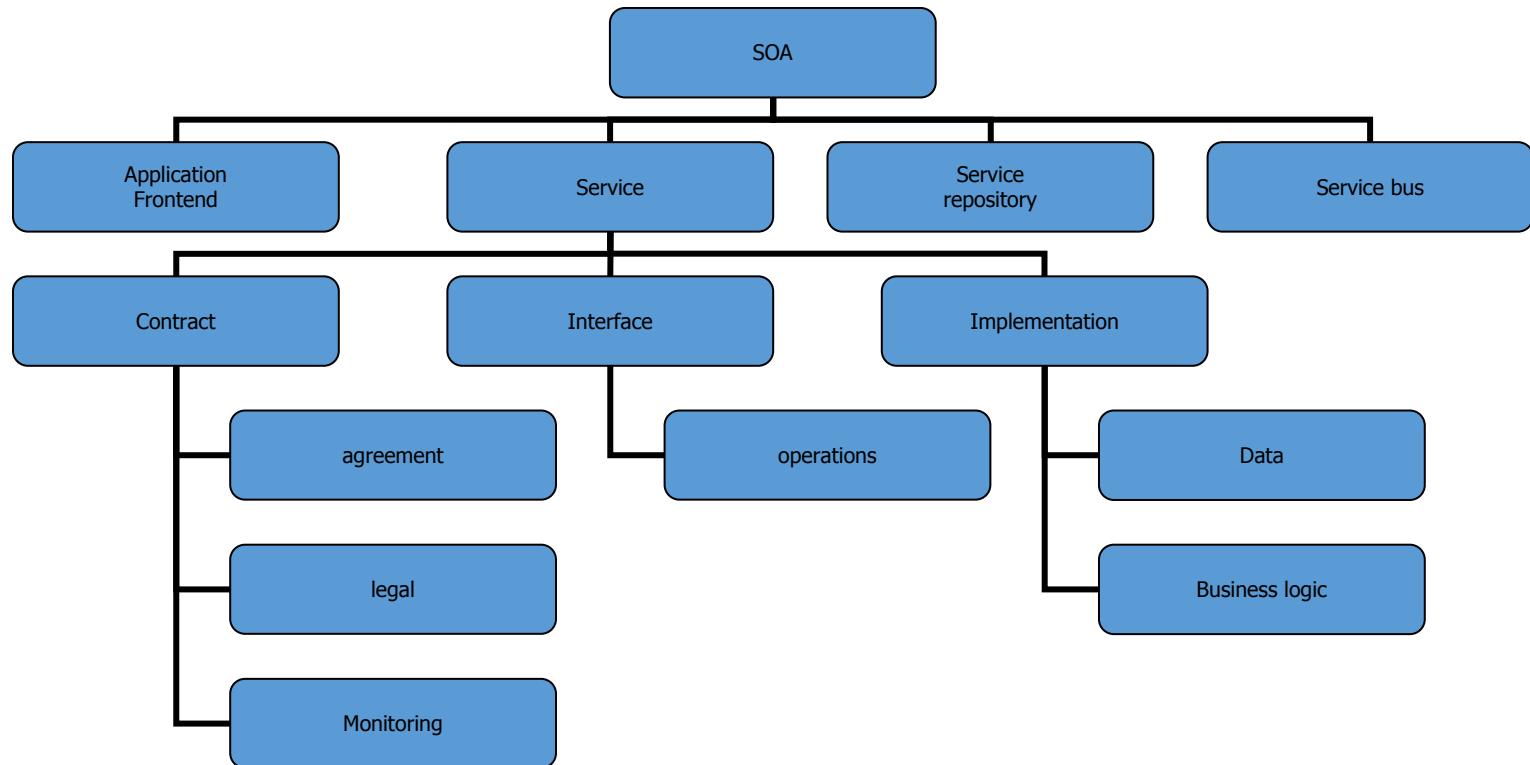 SOA
Application
Frontend
Service
Service
repository
Service bus
Contract
Interface
Implementation
agreement
operations
Data
legal
Business logic
Monitoring